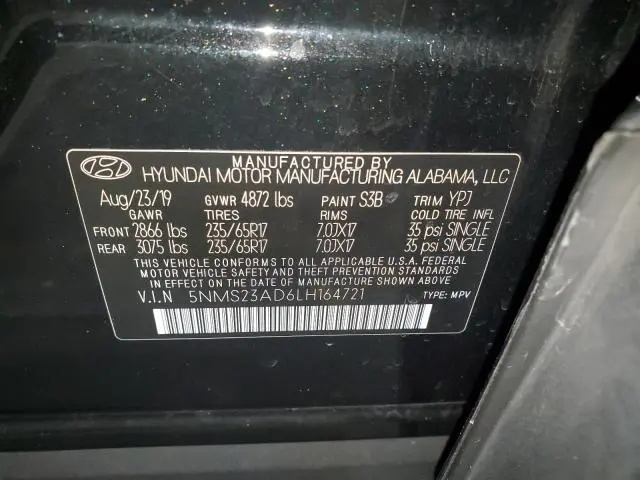 MANUFACTURED BY
HYUNDAI MOTOR MANUFACTURING ALABAMA, LLC
Aug/23/19 GVWR 4872 lbs PAINT S3B TRIM YPJ
GAWR TIRES RIMS COLD TIRE INFL
FRONT 2866 lbs 235/65R17 7.0JX17 35 psi SINGLE
REAR 3075 lbs 235/65R17 7.0JX17 35 psi SINGLE
THIS VEHICLE CONFORMS TO ALL APPLICABLE U.S.A. FEDERAL
MOTOR VEHICLE SAFETY AND THEFT PREVENTION STANDARDS
IN EFFECT ON THE DATE OF MANUFACTURE SHOWN ABOVE.
V.I.N 5NMS23AD6LH164721 TYPE: MPV